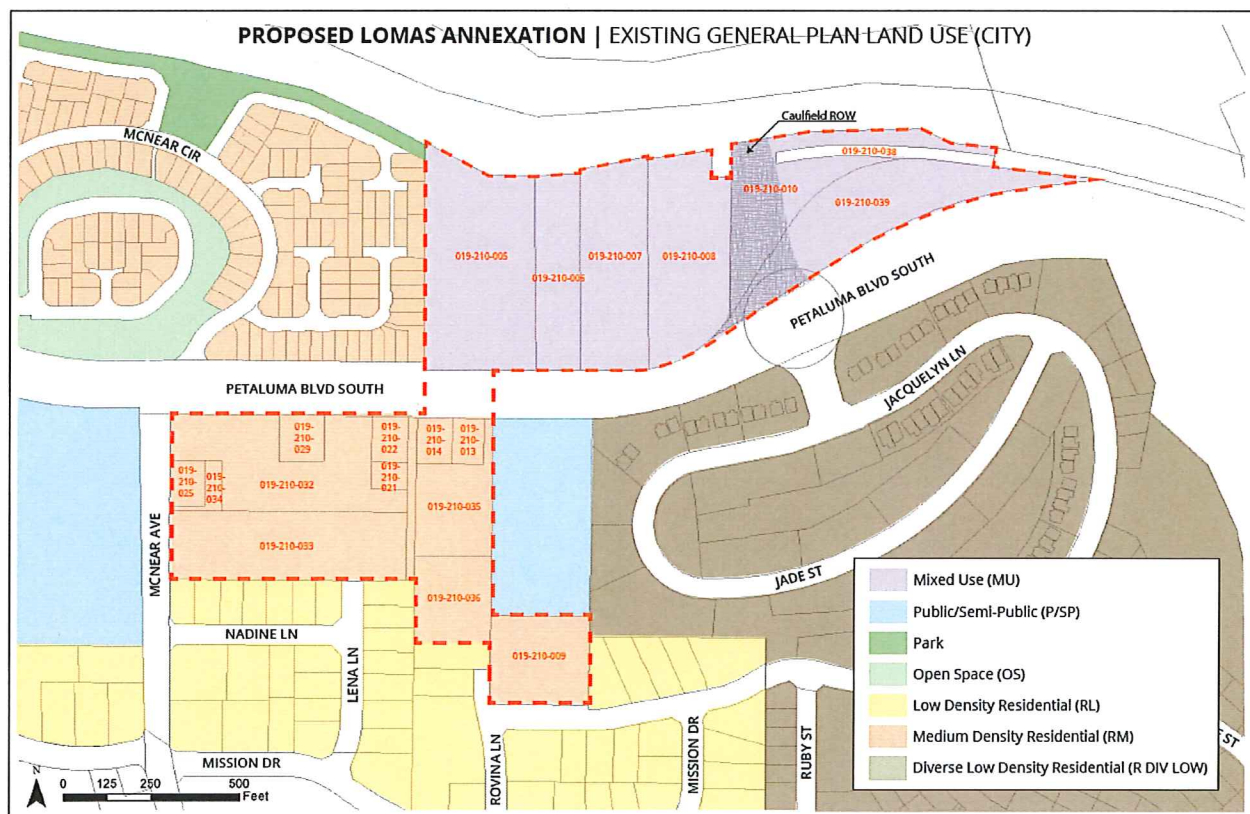 PROPOSED LOMAS ANNEXATION | EXISTING GENERAL PLAN LAND USE (CITY)
Caulfield ROW
MCNEAR CIR
019-210-038
019-210-010
019-210-039
019-210-005
019-210-006
019-210-007
019-210-008
PETALUMA BLVD SOUTH
PETALUMA BLVD SOUTH
JACQUELYN LN
019-
210-
029
019-
210-
022
019-
210-
014
019-
210-
013
019-
210-
025
019-
210-
034
019-210-032
019-
210-
021
019-210-035
019-210-033
MCNEAR AVE
JADE ST
019-210-036
NADINE LN
LENA LN
019-210-009
MISSION DR
ROVINA LN
MISSION DR
RUBY ST
ST
Mixed Use (MU)
Public/Semi-Public (P/SP)
Park
Open Space (OS)
Low Density Residential (RL)
Medium Density Residential (RM)
Diverse Low Density Residential (R DIV LOW)
N
0 125 250 500
Feet